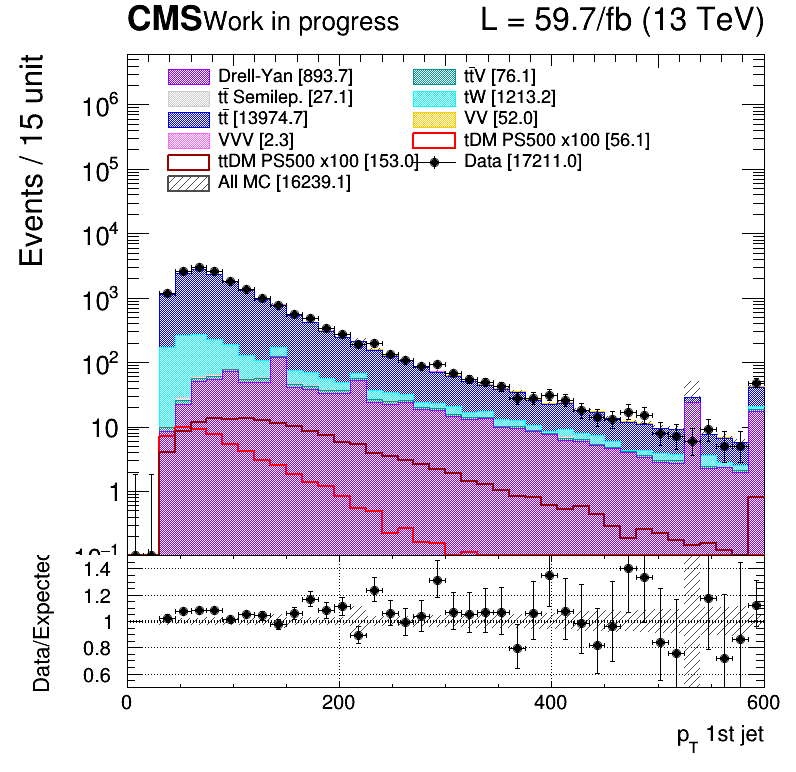 CMS Work in progress L = 59.7/fb (13 TeV)
Events / 15 unit
Drell-Yan [893.7] tt̄V [76.1]
tt̄ Semilep. [27.1] tW [1213.2]
tt̄ [13974.7] VV [52.0]
VVV [2.3] tDM PS500 x100 [56.1]
ttDM PS500 x100 [153.0] Data [17211.0]
All MC [16239.1]
10⁶
10⁵
10⁴
10³
10²
10
1
10⁻¹
Data/Expected
1.4
1.2
1
0.8
0.6
0 200 400 600
p_T 1st jet